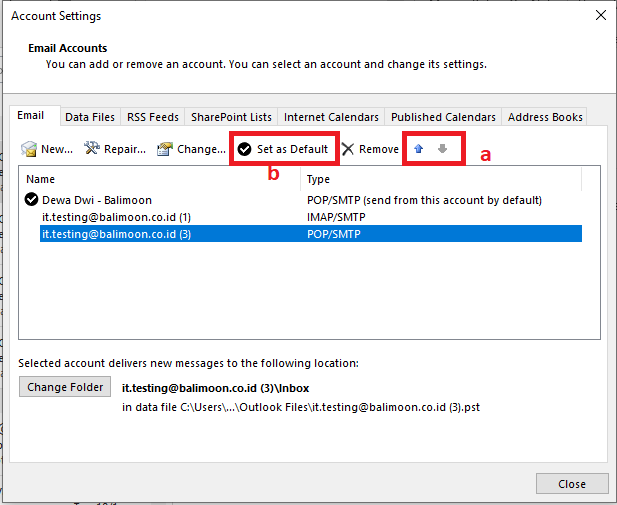 Account Settings
Email Accounts
You can add or remove an account. You can select an account and change its settings.
Email Data Files RSS Feeds SharePoint Lists Internet Calendars Published Calendars Address Books
New... Repair... Change... Set as Default Remove
b a
Name Type
Dewa Dwi - Balimoon POP/SMTP (send from this account by default)
it.testing@balimoon.co.id (1) IMAP/SMTP
it.testing@balimoon.co.id (3) POP/SMTP
Selected account delivers new messages to the following location:
Change Folder it.testing@balimoon.co.id (3)\Inbox
in data file C:\Users\...\Outlook Files\it.testing@balimoon.co.id (3).pst
Close